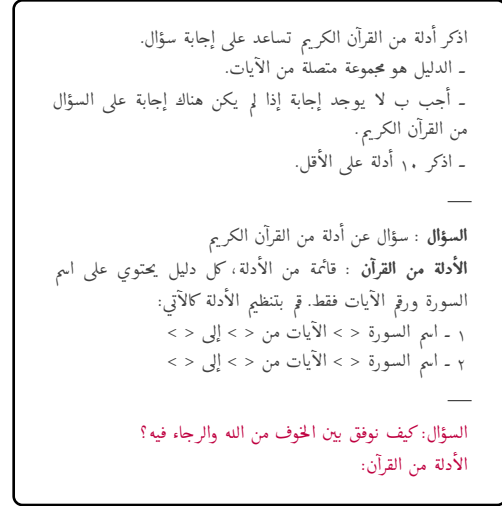 اذكر أدلة من القرآن الكريم تساعد على إجابة سؤال.
ـ الدليل هو مجموعة متصلة من الآيات.
ـ أجب ب لا يوجد إجابة إذا لم يكن هناك إجابة على السؤال
من القرآن الكريم.
ـ اذكر ١٠ أدلة على الأقل.
السؤال : سؤال عن أدلة من القرآن الكريم
الأدلة من القرآن : قائمة من الأدلة، كل دليل يحتوي على اسم
السورة ورقم الآيات فقط. قم بتنظيم الأدلة كالآتي:
١ ـ اسم السورة < > الآيات من < > إلى < >
٢ ـ اسم السورة < > الآيات من < > إلى < >
السؤال: كيف نوفق بين الخوف من الله والرجاء فيه؟
الأدلة من القرآن: